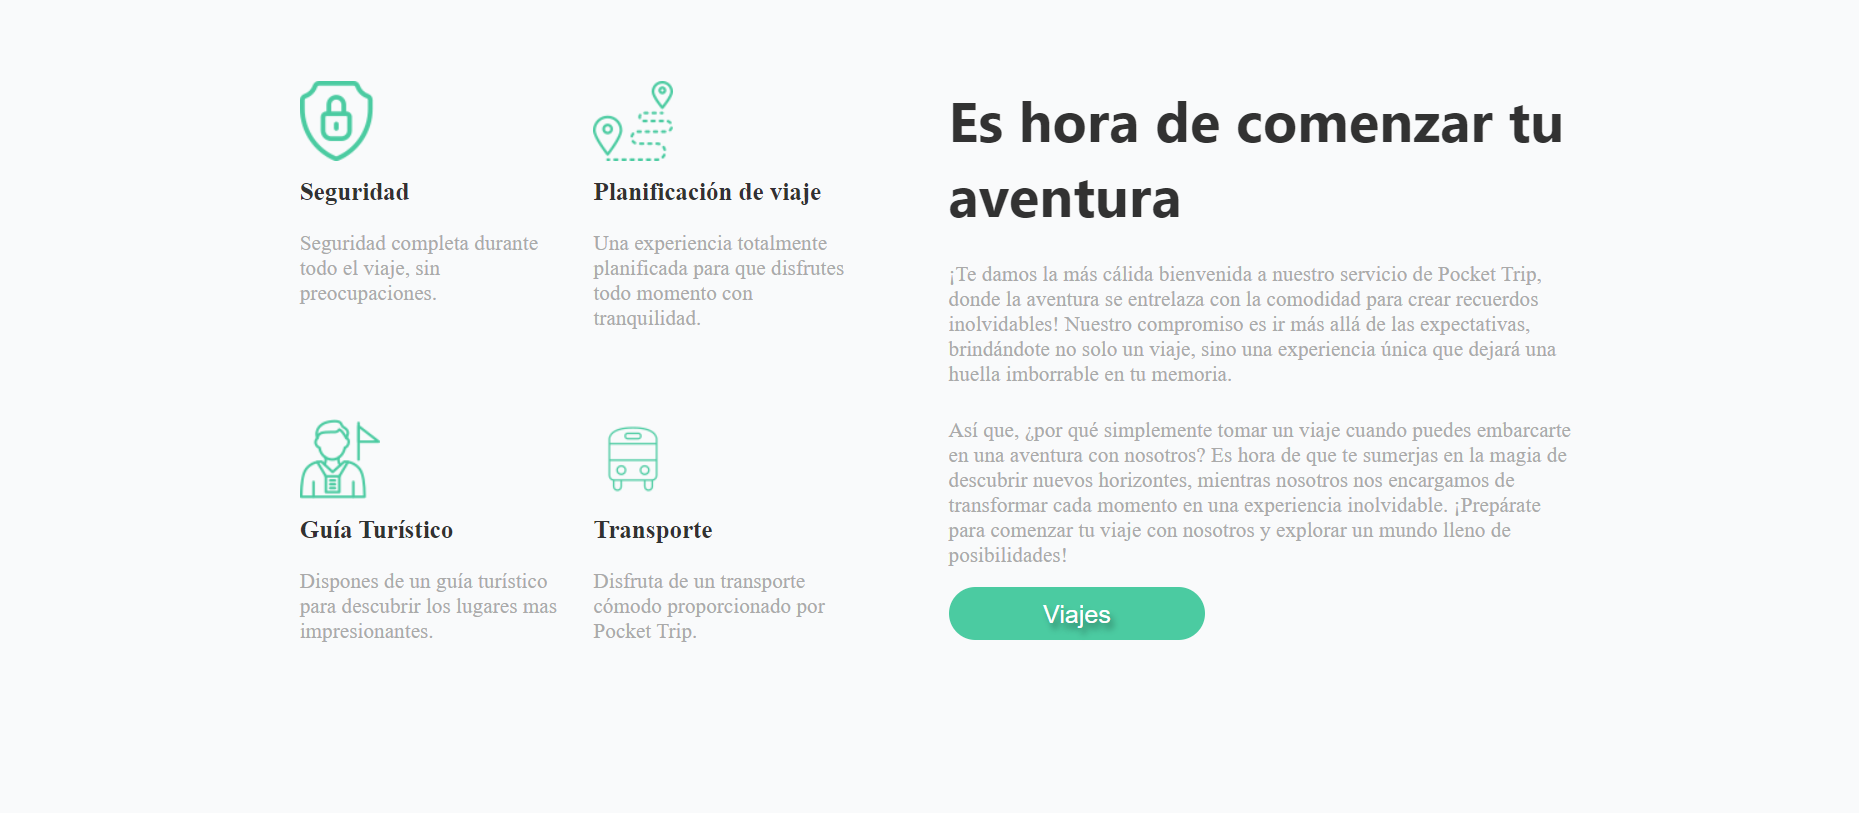 Seguridad
Seguridad completa durante
todo el viaje, sin
preocupaciones.
Planificación de viaje
Una experiencia totalmente
planificada para que disfrutes
todo momento con
tranquilidad.
Guía Turístico
Dispones de un guía turístico
para descubrir los lugares mas
impresionantes.
Transporte
Disfruta de un transporte
cómodo proporcionado por
Pocket Trip.
Es hora de comenzar tu
aventura
¡Te damos la más cálida bienvenida a nuestro servicio de Pocket Trip,
donde la aventura se entrelaza con la comodidad para crear recuerdos
inolvidables! Nuestro compromiso es ir más allá de las expectativas,
brindándote no solo un viaje, sino una experiencia única que dejará una
huella imborrable en tu memoria.
Así que, ¿por qué simplemente tomar un viaje cuando puedes embarcarte
en una aventura con nosotros? Es hora de que te sumerjas en la magia de
descubrir nuevos horizontes, mientras nosotros nos encargamos de
transformar cada momento en una experiencia inolvidable. ¡Prepárate
para comenzar tu viaje con nosotros y explorar un mundo lleno de
posibilidades!
Viajes